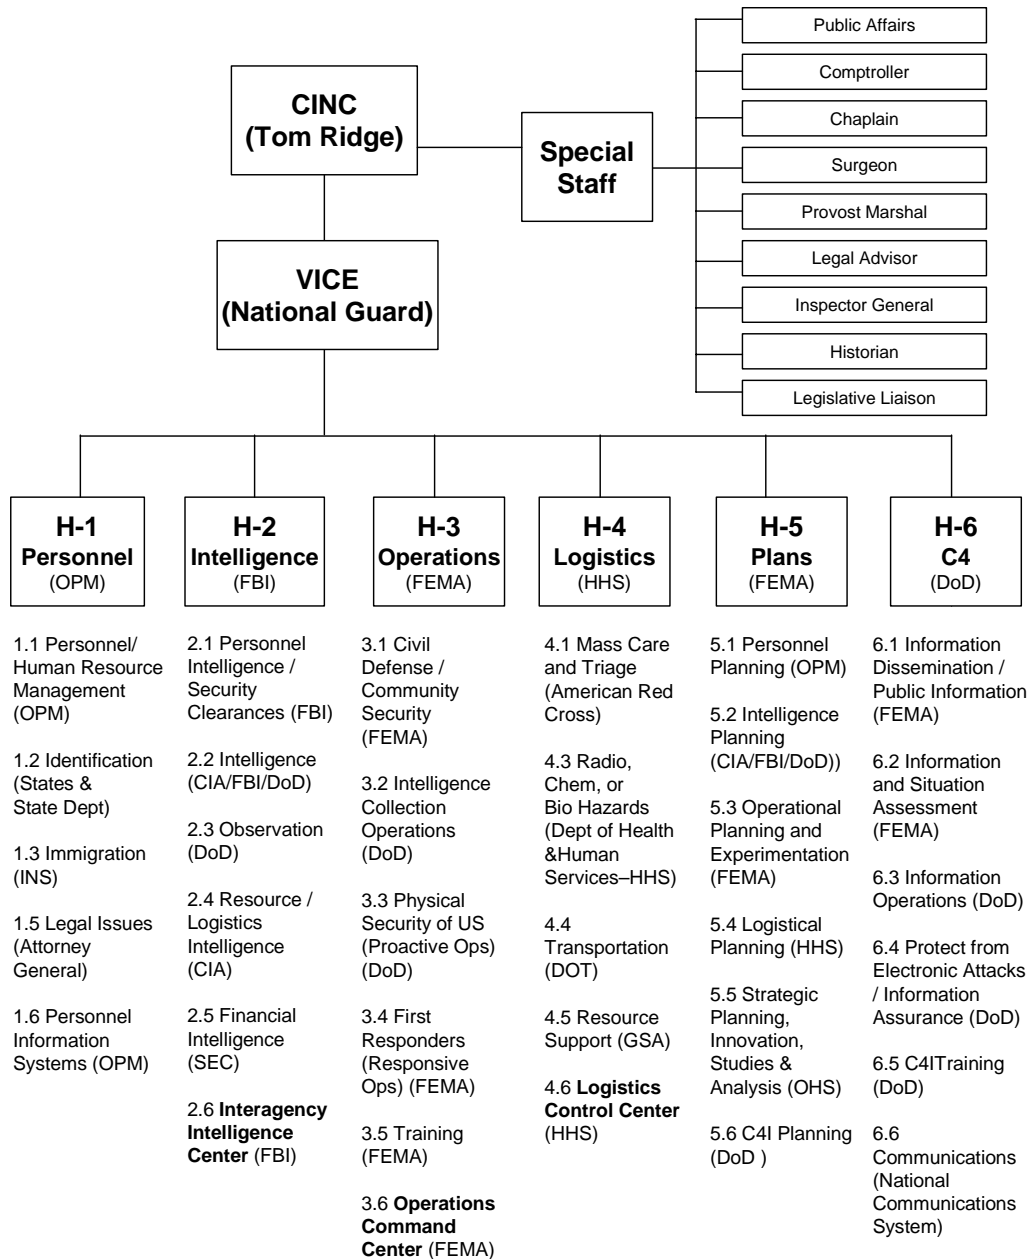 Public Affairs
Comptroller
Chaplain
Surgeon
Provost Marshal
Legal Advisor
Inspector General
Historian
Legislative Liaison
CINC
(Tom Ridge)
Special
Staff
VICE
(National Guard)
H-1
Personnel
(OPM)
1.1 Personnel/
Human Resource
Management
(OPM)
1.2 Identification
(States &
State Dept)
1.3 Immigration
(INS)
1.5 Legal Issues
(Attorney
General)
1.6 Personnel
Information
Systems (OPM)
H-2
Intelligence
(FBI)
2.1 Personnel
Intelligence /
Security
Clearances (FBI)
2.2 Intelligence
(CIA/FBI/DoD)
2.3 Observation
(DoD)
2.4 Resource /
Logistics
Intelligence
(CIA)
2.5 Financial
Intelligence
(SEC)
2.6 Interagency
Intelligence
Center (FBI)
H-3
Operations
(FEMA)
3.1 Civil
Defense /
Community
Security
(FEMA)
3.2 Intelligence
Collection
Operations
(DoD)
3.3 Physical
Security of US
(Proactive Ops)
(DoD)
3.4 First
Responders
(Responsive
Ops) (FEMA)
3.5 Training
(FEMA)
3.6 Operations
Command
Center (FEMA)
H-4
Logistics
(HHS)
4.1 Mass Care
and Triage
(American Red
Cross)
4.3 Radio,
Chem, or
Bio Hazards
(Dept of Health
&Human
Services–HHS)
4.4
Transportation
(DOT)
4.5 Resource
Support (GSA)
4.6 Logistics
Control Center
(HHS)
H-5
Plans
(FEMA)
5.1 Personnel
Planning (OPM)
5.2 Intelligence
Planning
(CIA/FBI/DoD))
5.3 Operational
Planning and
Experimentation
(FEMA)
5.4 Logistical
Planning (HHS)
5.5 Strategic
Planning,
Innovation,
Studies &
Analysis (OHS)
5.6 C4I Planning
(DoD )
H-6
C4
(DoD)
6.1 Information
Dissemination /
Public Information
(FEMA)
6.2 Information
and Situation
Assessment
(FEMA)
6.3 Information
Operations (DoD)
6.4 Protect from
Electronic Attacks
/ Information
Assurance (DoD)
6.5 C4ITraining
(DoD)
6.6
Communications
(National
Communications
System)